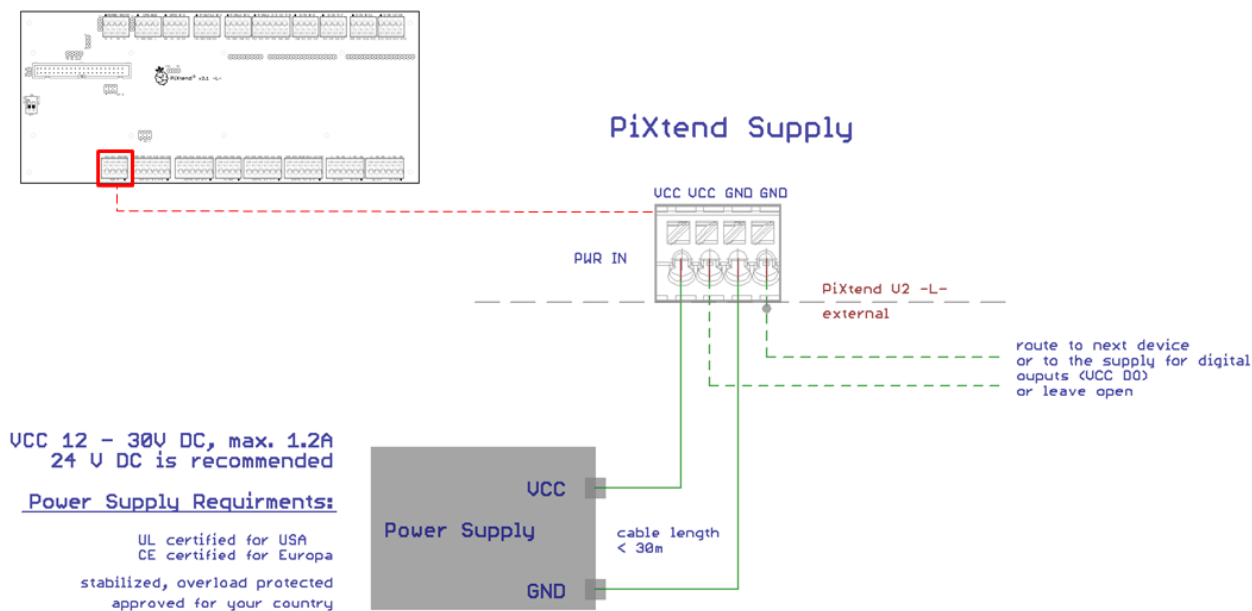 PiXtend® v2.1 -L-
PiXtend Supply
VCC VCC GND GND
PWR IN
PiXtend V2 -L-
external
route to next device
or to the supply for digital
ouputs (VCC DO)
or leave open
VCC 12 - 30V DC, max. 1.2A
24 V DC is recommended
Power Supply Requirments:
UL certified for USA
CE certified for Europa
stabilized, overload protected
approved for your country
VCC
Power Supply
GND
cable length
< 30m